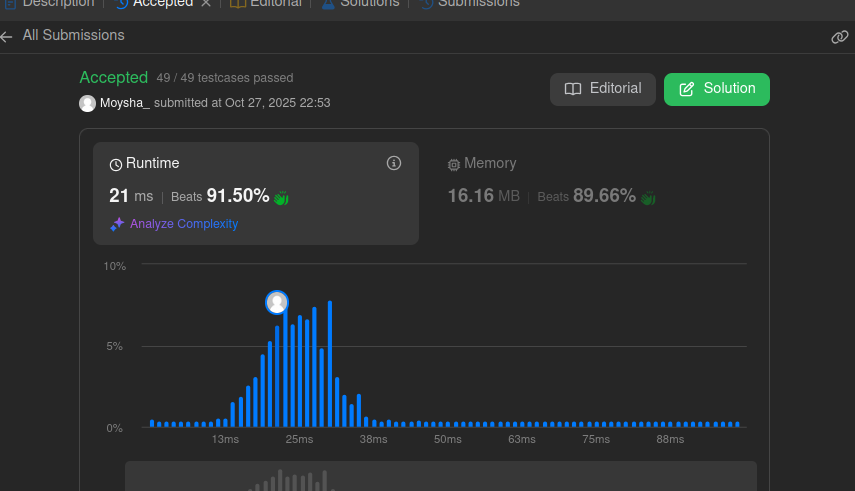 Description Accepted Editorial Solutions Submissions
All Submissions
Accepted 49 / 49 testcases passed
Moysha_ submitted at Oct 27, 2025 22:53
Editorial
Solution
Runtime
21 ms | Beats 91.50%
Analyze Complexity
Memory
16.16 MB | Beats 89.66%
10%
5%
0%
13ms 25ms 38ms 50ms 63ms 75ms 88ms